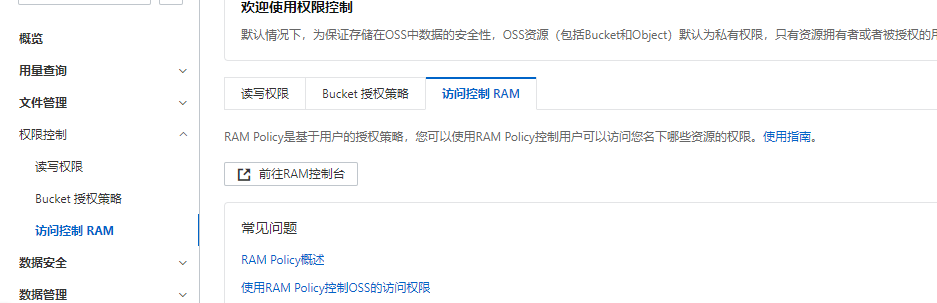 欢迎使用权限控制
默认情况下，为保证存储在OSS中数据的安全性，OSS资源（包括Bucket和Object）默认为私有权限，只有资源拥有者或者被授权的用
概览
用量查询
文件管理
权限控制
读写权限
Bucket 授权策略
访问控制 RAM
数据安全
数据管理
读写权限 Bucket 授权策略 访问控制 RAM
RAM Policy是基于用户的授权策略，您可以使用RAM Policy控制用户可以访问您名下哪些资源的权限。使用指南。
前往RAM控制台
常见问题
RAM Policy概述
使用RAM Policy控制OSS的访问权限